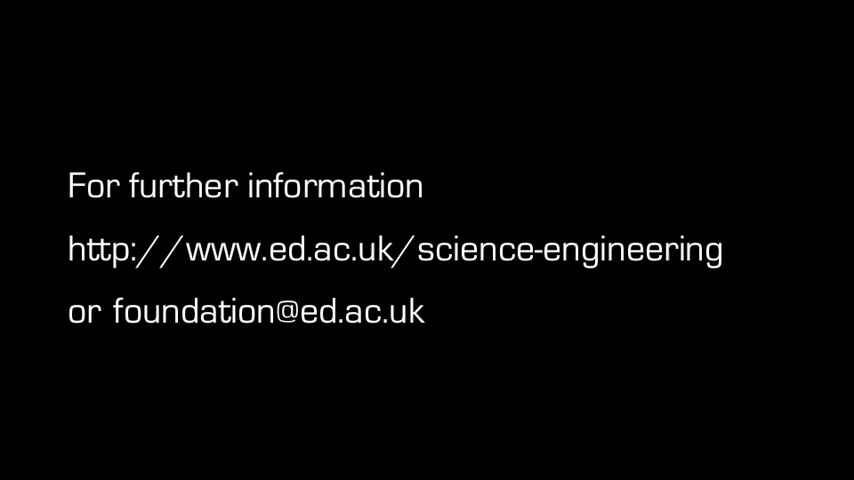 For further information
http://www.ed.ac.uk/science-engineering
or foundation@ed.ac.uk